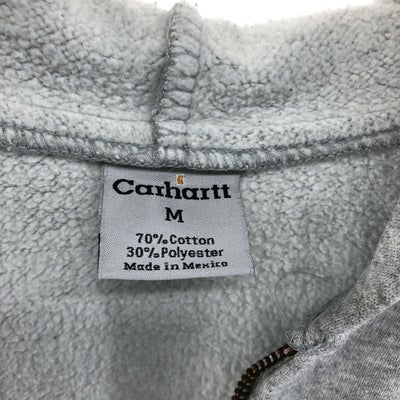 Carhartt
M
70% Cotton
30% Polyester
Made in Mexico